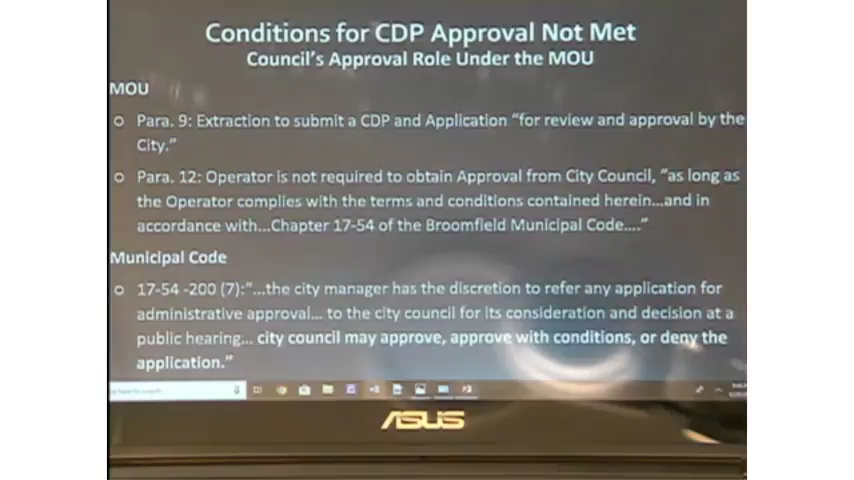 Conditions for CDP Approval Not Met
Council's Approval Role Under the MOU
MOU
Para. 9: Extraction to submit a CDP and Application "for review and approval by the
City."
Para. 12: Operator is not required to obtain Approval from City Council, "as long as
the Operator complies with the terms and conditions contained herein...and in
accordance with...Chapter 17-54 of the Broomfield Municipal Code...."
Municipal Code
17-54 -200 (7):"...the city manager has the discretion to refer any application for
administrative approval... to the city council for its consideration and decision at a
public hearing... city council may approve, approve with conditions, or deny the
application."
ASUS